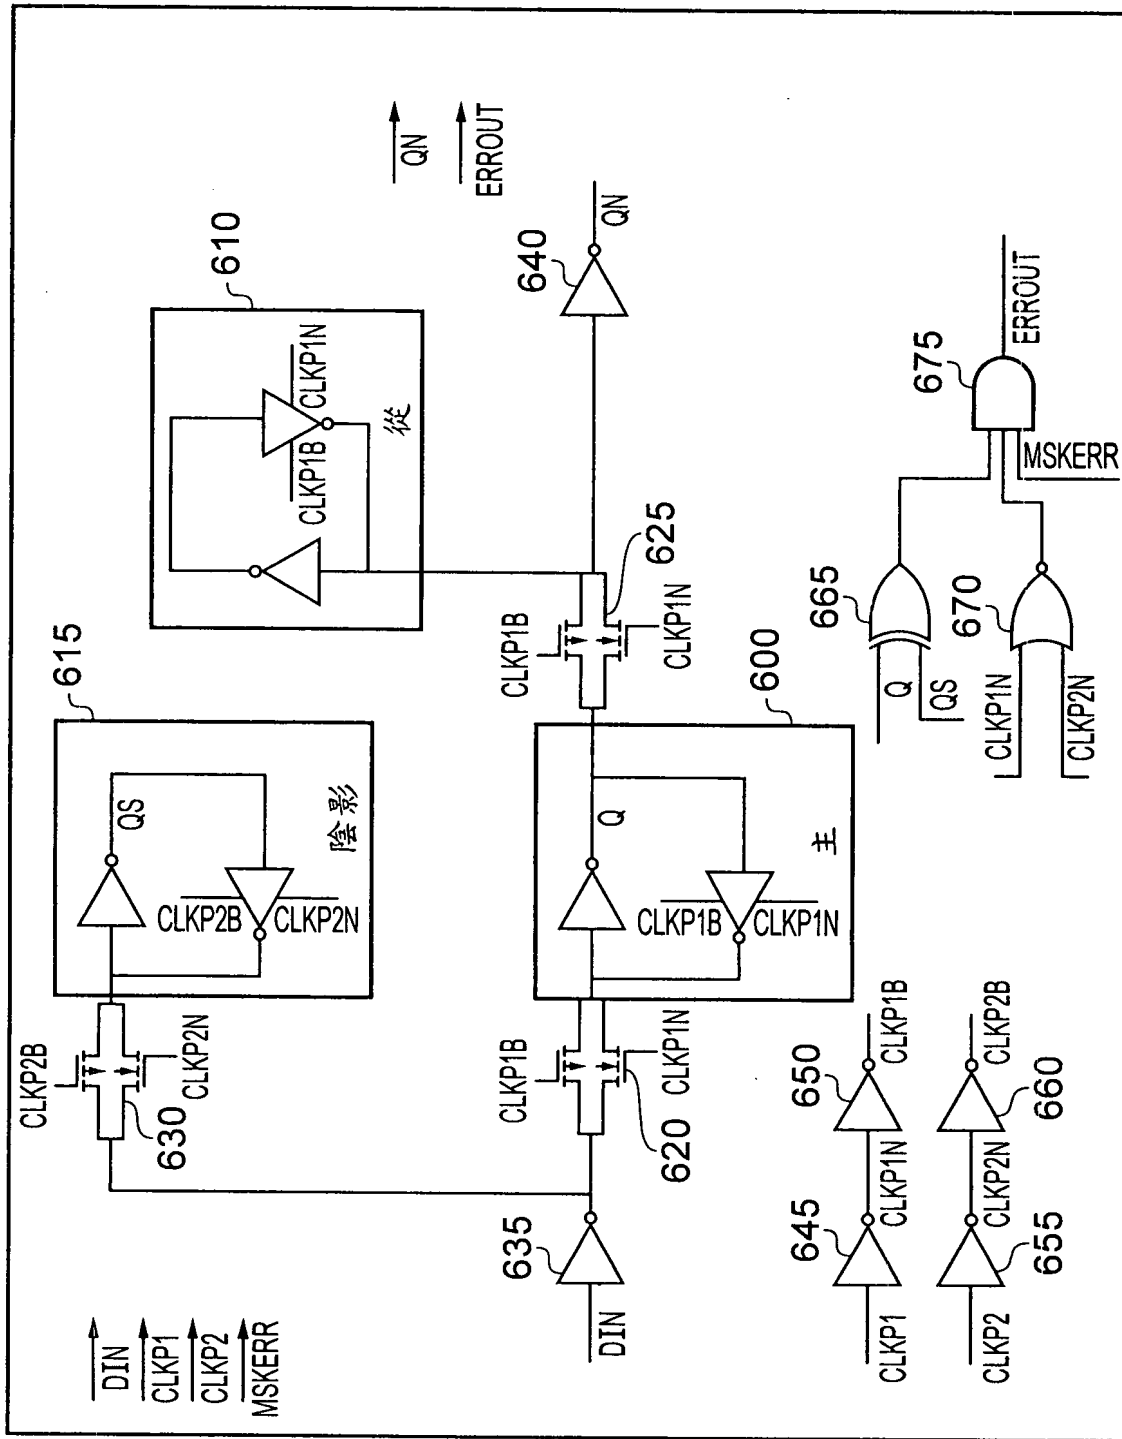 DIN
CLKP1
CLKP2
MSKERR
QN
ERROUT
615
QS
CLKP2B
CLKP2N
陰影
CLKP2B
CLKP2N
630
610
CLKP1B
CLKP1N
從
640
QN
CLKP1B
CLKP1N
625
600
Q
CLKP1B
CLKP1N
主
CLKP1B
CLKP1N
620
635
DIN
645
CLKP1
CLKP1N
650
CLKP1B
655
CLKP2
CLKP2N
660
CLKP2B
665
Q
QS
670
CLKP1N
CLKP2N
675
MSKERR
ERROUT